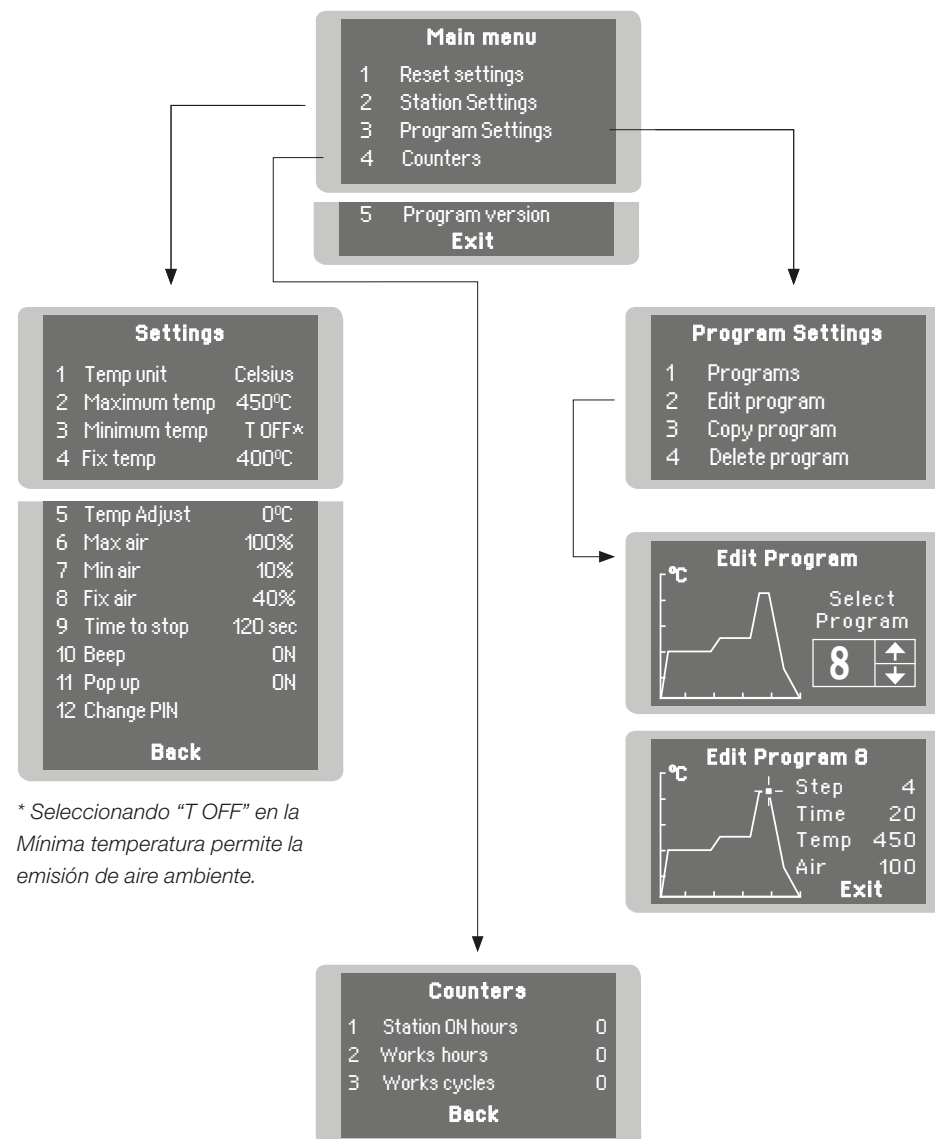 Main menu
1 Reset settings
2 Station Settings
3 Program Settings
4 Counters
5 Program version
Exit
Settings
1 Temp unit Celsius
2 Maximum temp 450ºC
3 Minimum temp T OFF*
4 Fix temp 400ºC
5 Temp Adjust 0ºC
6 Max air 100%
7 Min air 10%
8 Fix air 40%
9 Time to stop 120 sec
10 Beep ON
11 Pop up ON
12 Change PIN
Back
* Seleccionando “T OFF” en la
Mínima temperatura permite la
emisión de aire ambiente.
Program Settings
1 Programs
2 Edit program
3 Copy program
4 Delete program
Edit Program
ºC
Select
Program
8
Edit Program 8
ºC
Step 4
Time 20
Temp 450
Air 100
Exit
Counters
1 Station ON hours 0
2 Works hours 0
3 Works cycles 0
Back